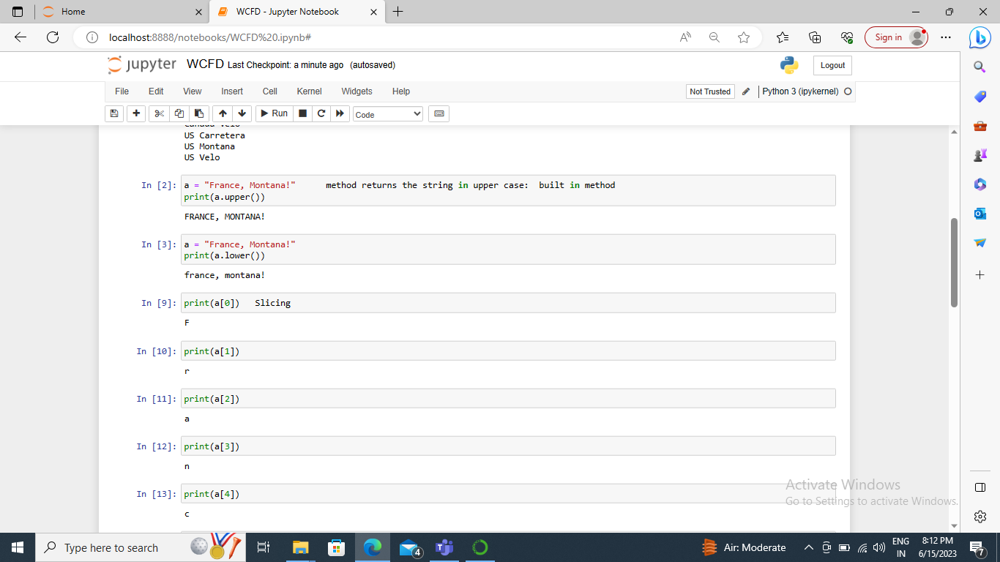 Home
WCFD - Jupyter Notebook
localhost:8888/notebooks/WCFD%20.ipynb#
Sign in
jupyter WCFD Last Checkpoint: a minute ago (autosaved)
Logout
File Edit View Insert Cell Kernel Widgets Help
Not Trusted
Python 3 (ipykernel)
Run
Code
US Carretera
US Montana
US Velo
In [2]: a = "France, Montana!" method returns the string in upper case: built in method
print(a.upper())
FRANCE, MONTANA!
In [3]: a = "France, Montana!"
print(a.lower())
france, montana!
In [9]: print(a[0]) Slicing
F
In [10]: print(a[1])
r
In [11]: print(a[2])
a
In [12]: print(a[3])
n
In [13]: print(a[4])
c
Activate Windows
Go to Settings to activate Windows.
Type here to search
4
Air: Moderate
ENG
IN
8:12 PM
6/15/2023
7